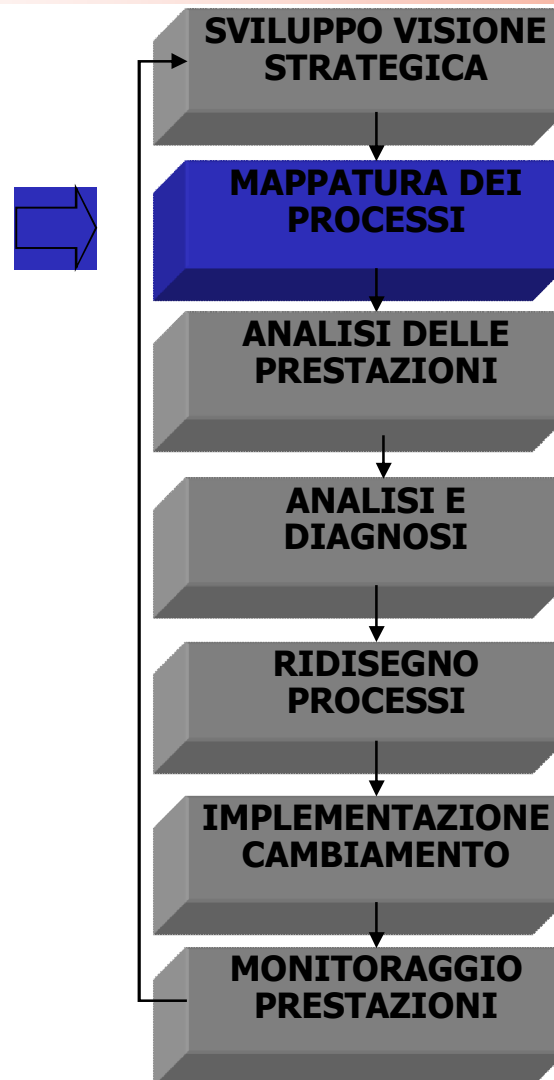 SVILUPPO VISIONE
STRATEGICA
MAPPATURA DEI
PROCESSI
ANALISI DELLE
PRESTAZIONI
ANALISI E
DIAGNOSI
RIDISEGNO
PROCESSI
IMPLEMENTAZIONE
CAMBIAMENTO
MONITORAGGIO
PRESTAZIONI